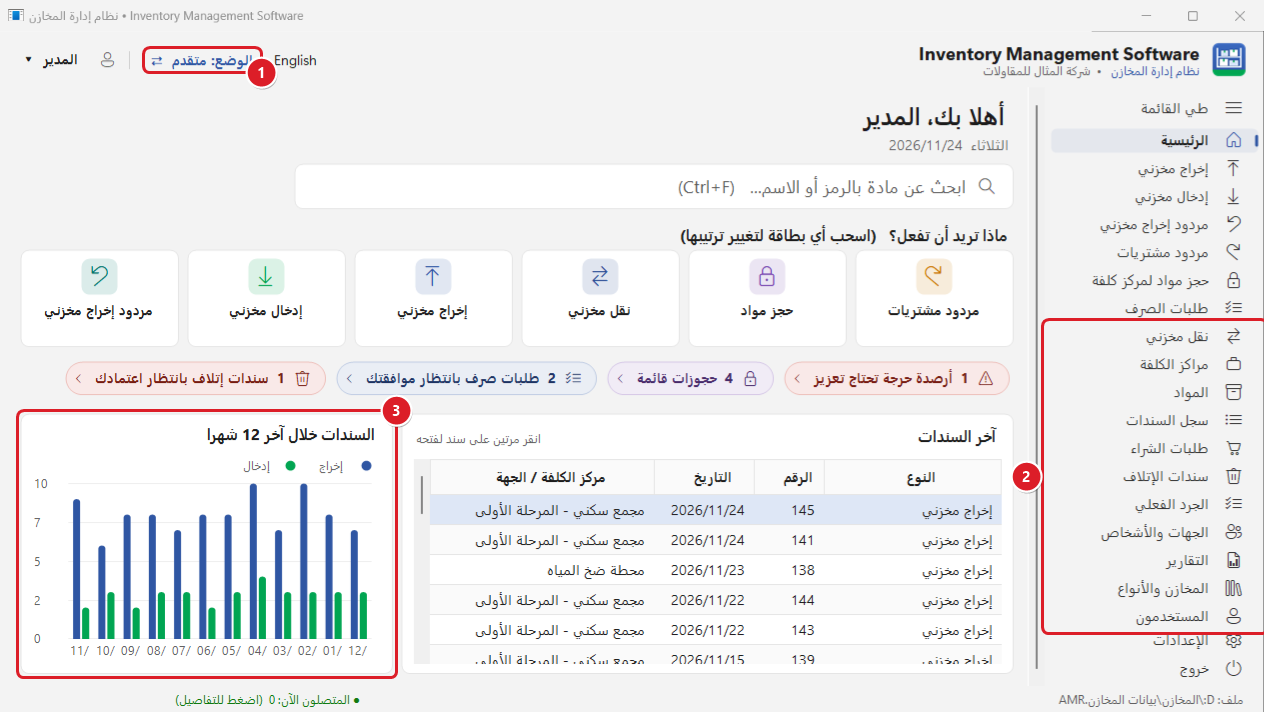 نظام إدارة المخازن • Inventory Management Software
Inventory Management Software
نظام إدارة المخازن • شركة المثال للمقاولات
English
الوضع: متقدم
1
المدير
طي القائمة
الرئيسية
إخراج مخزني
إدخال مخزني
مردود إخراج مخزني
مردود مشتريات
حجز مواد لمركز كلفة
طلبات الصرف
نقل مخزني
مراكز الكلفة
المواد
سجل السندات
طلبات الشراء
سندات الإتلاف
الجرد الفعلي
الجهات والأشخاص
التقارير
المخازن والأنواع
المستخدمون
الإعدادات
خروج
2
أهلا بك، المدير
الثلاثاء 2026/11/24
ابحث عن مادة بالرمز أو الاسم... (Ctrl+F)
ماذا تريد أن تفعل؟ (اسحب أي بطاقة لتغيير ترتيبها)
مردود مشتريات
حجز مواد
نقل مخزني
إخراج مخزني
إدخال مخزني
مردود إخراج مخزني
1 أرصدة حرجة تحتاج تعزيز
4 حجوزات قائمة
2 طلبات صرف بانتظار موافقتك
1 سندات إتلاف بانتظار اعتمادك
آخر السندات
انقر مرتين على سند لفتحه
النوع الرقم التاريخ مركز الكلفة / الجهة
إخراج مخزني 145 2026/11/24 مجمع سكني - المرحلة الأولى
إخراج مخزني 141 2026/11/24 مجمع سكني - المرحلة الأولى
إخراج مخزني 138 2026/11/23 محطة ضخ المياه
إخراج مخزني 144 2026/11/22 مجمع سكني - المرحلة الأولى
إخراج مخزني 143 2026/11/22 مجمع سكني - المرحلة الأولى
إخراج مخزني 139 2026/11/15 مجمع سكني - المرحلة الأولى
3
السندات خلال آخر 12 شهرا
إخراج إدخال
10
7
5
2
0
11/ 10/ 09/ 08/ 07/ 06/ 05/ 04/ 03/ 02/ 01/ 12/
ملف: D:\المخازن\بيانات المخازن.AMR
● المتصلون الآن: 0 (اضغط للتفاصيل)